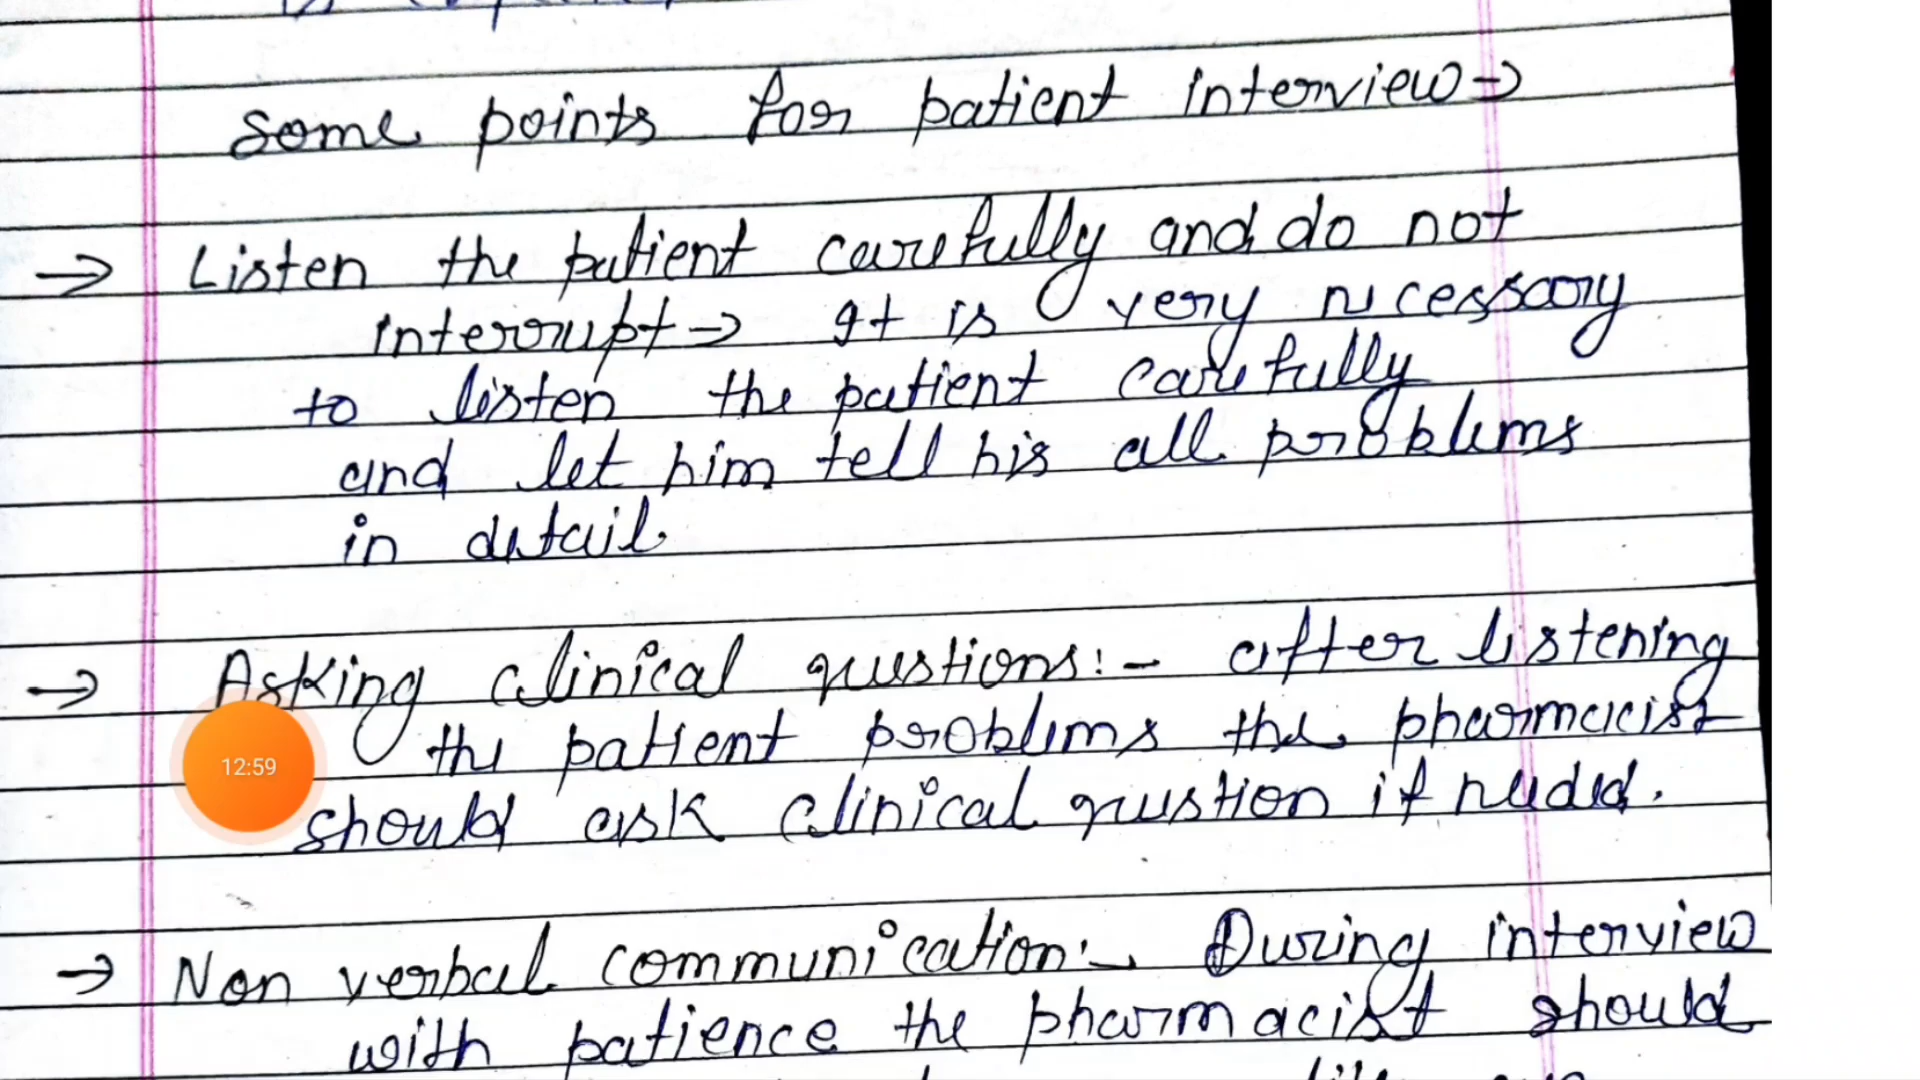 some points for patient interview →
→ Listen the patient carefully and do not
interrupt → It is very necessary
to listen the patient carefully
and let him tell his all problems
in detail.
→ Asking clinical questions:- after listening
the patient problems the pharmacist
12:59
should ask clinical question if needed.
→ Non verbal communication:- During interview
with patience the pharmacist should